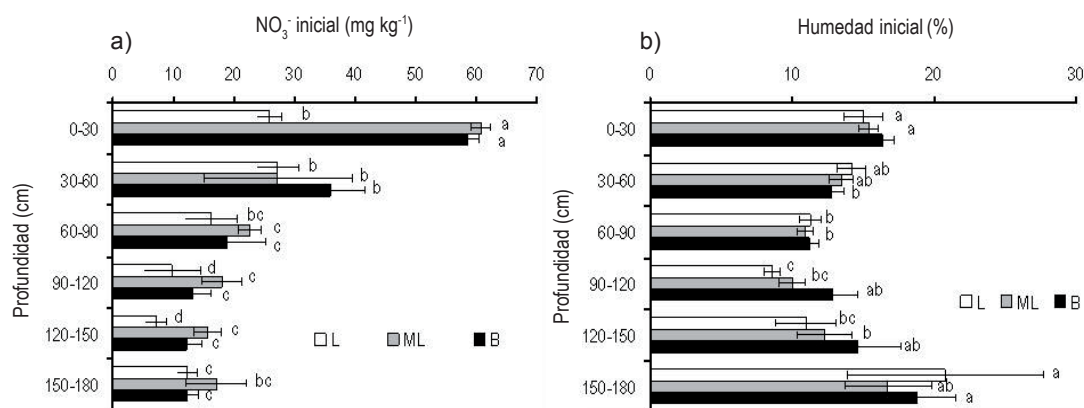 a)
NO₃⁻ inicial (mg kg⁻¹)
0 10 20 30 40 50 60 70
Profundidad (cm)
0-30
b
a
a
30-60
b
b
b
60-90
bc
c
c
90-120
d
c
c
120-150
d
c
c
150-180
c
bc
c
L ML B
b)
Humedad inicial (%)
0 10 20 30
Profundidad (cm)
0-30
a
a
30-60
ab
ab
b
60-90
b
b
90-120
c
bc
ab
120-150
bc
b
ab
150-180
a
ab
a
L ML B